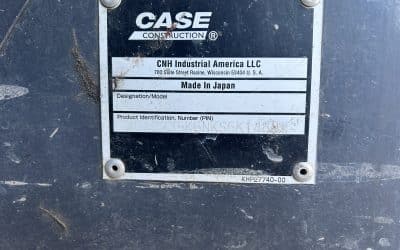 CASE
CONSTRUCTION ®
CNH Industrial America LLC
700 State Street Racine, Wisconsin 53404 U. S. A.
Made In Japan
Designation/Model
Product Identification, Number (PIN)
KHP27740-00